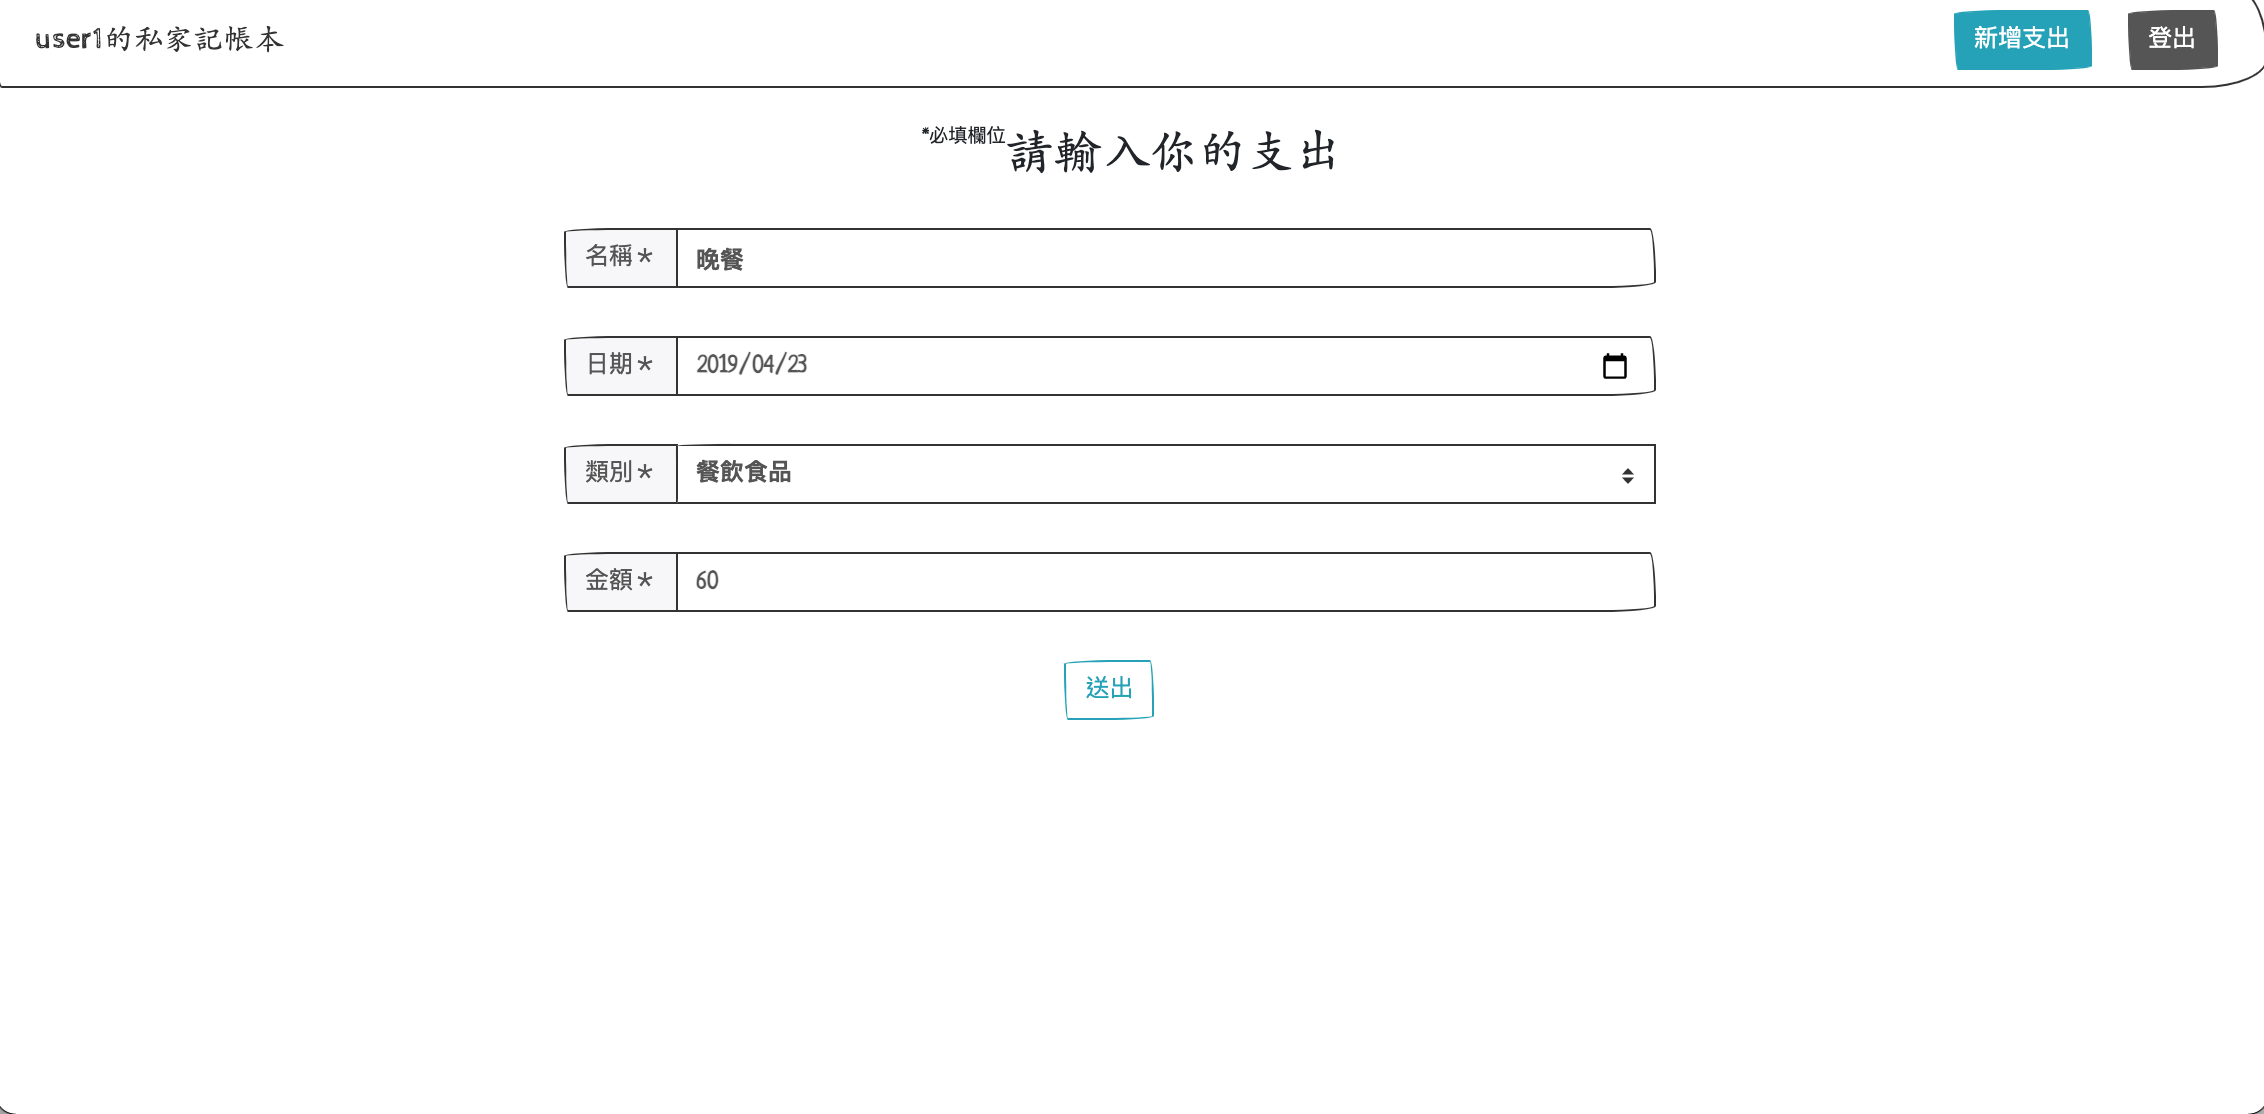 user1的私家記帳本 新增支出 登出
*必填欄位請輸入你的支出
名稱* 晚餐
日期* 2019/04/23
類別* 餐飲食品
金額* 60
送出